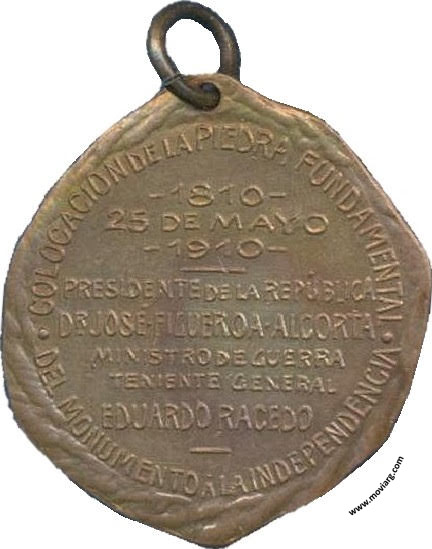 COLOCACION DE LA PIEDRA FUNDAMENTAL
DEL MONUMENTO Á LA INDEPENDENCIA
-1810-
25 DE MAYO
-1910-
PRESIDENTE DE LA REPÚBLICA
DR JOSE·FIGUEROA·ALCORTA
MINISTRO DE GUERRA
TENIENTE GENERAL
EDUARDO RACEDO
www.moviarg.com